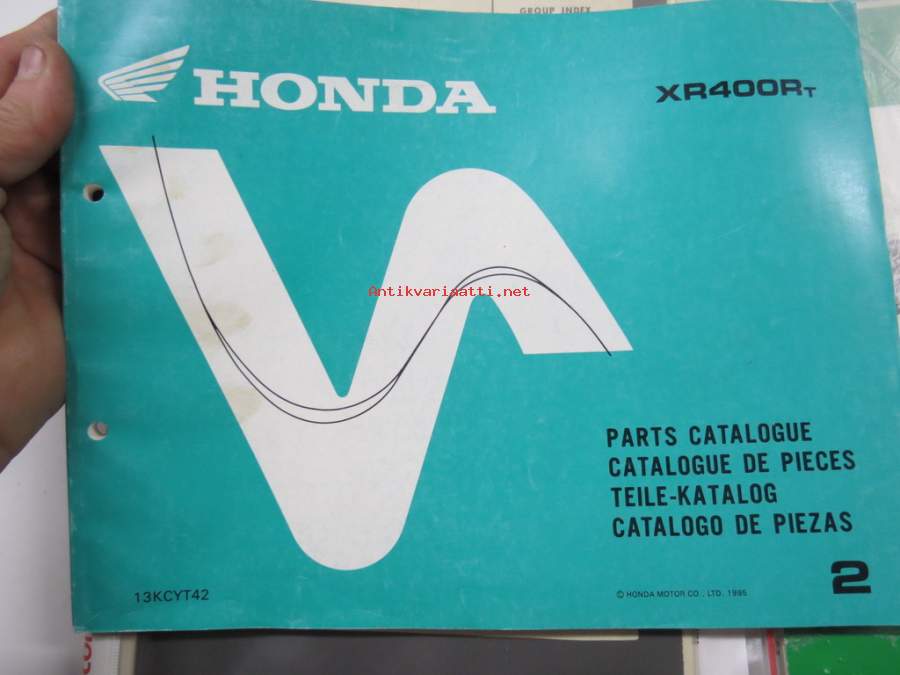 GROUP INDEX
HONDA
XR400RT
Antikvariaatti.net
PARTS CATALOGUE
CATALOGUE DE PIECES
TEILE-KATALOG
CATALOGO DE PIEZAS
2
13KCYT42
© HONDA MOTOR CO., LTD. 1995